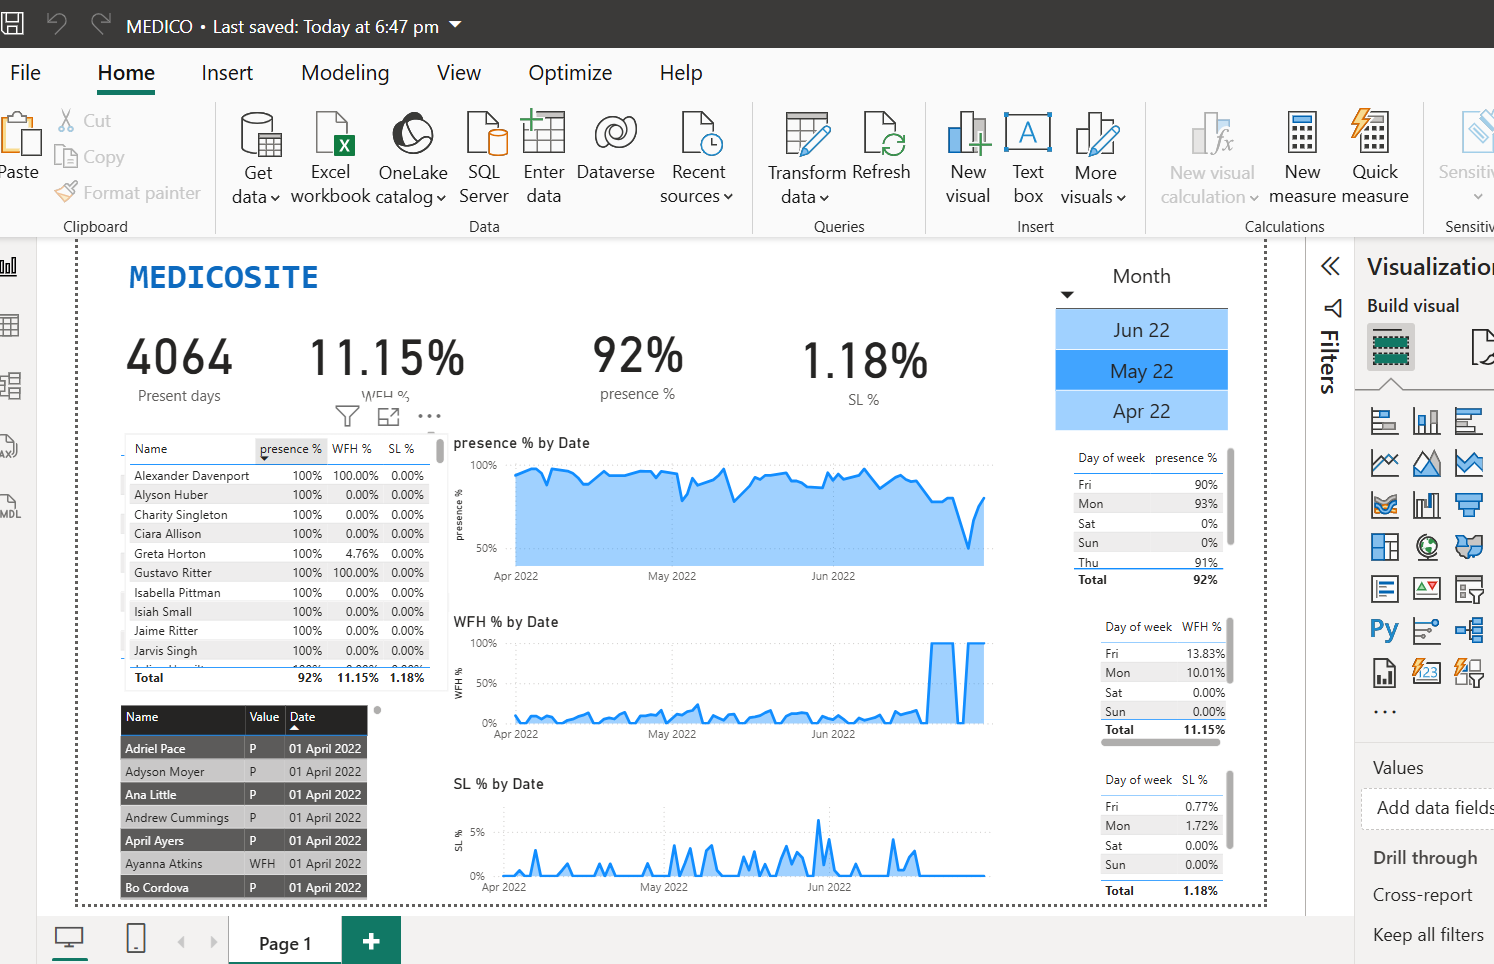 MEDICO • Last saved: Today at 6:47 pm
File Home Insert Modeling View Optimize Help
Paste
Cut
Copy
Format painter
Clipboard
Get data
Excel workbook
OneLake catalog
SQL Server
Enter data
Dataverse
Recent sources
Data
Transform data
Refresh
Queries
New visual
Text box
More visuals
Insert
New visual calculation
New measure
Quick measure
Calculations
Sensitiv
Sensitiv
MEDICOSITE
4064
Present days
11.15%
WFH %
92%
presence %
1.18%
SL %
Month
Jun 22
May 22
Apr 22
Name presence % WFH % SL %
Alexander Davenport 100% 100.00% 0.00%
Alyson Huber 100% 0.00% 0.00%
Charity Singleton 100% 0.00% 0.00%
Ciara Allison 100% 0.00% 0.00%
Greta Horton 100% 4.76% 0.00%
Gustavo Ritter 100% 100.00% 0.00%
Isabella Pittman 100% 0.00% 0.00%
Isiah Small 100% 0.00% 0.00%
Jaime Ritter 100% 0.00% 0.00%
Jarvis Singh 100% 0.00% 0.00%
Total 92% 11.15% 1.18%
Name Value Date
Adriel Pace P 01 April 2022
Adyson Moyer P 01 April 2022
Ana Little P 01 April 2022
Andrew Cummings P 01 April 2022
April Ayers P 01 April 2022
Ayanna Atkins WFH 01 April 2022
Bo Cordova P 01 April 2022
presence % by Date
presence %
100%
50%
Apr 2022 May 2022 Jun 2022
WFH % by Date
WFH %
100%
50%
0%
Apr 2022 May 2022 Jun 2022
SL % by Date
SL %
5%
0%
Apr 2022 May 2022 Jun 2022
Day of week presence %
Fri 90%
Mon 93%
Sat 0%
Sun 0%
Thu 91%
Total 92%
Day of week WFH %
Fri 13.83%
Mon 10.01%
Sat 0.00%
Sun 0.00%
Total 11.15%
Day of week SL %
Fri 0.77%
Mon 1.72%
Sat 0.00%
Sun 0.00%
Total 1.18%
Filters
Visualization
Build visual
Py
123
Values
Add data fields
Drill through
Cross-report
Keep all filters
Page 1